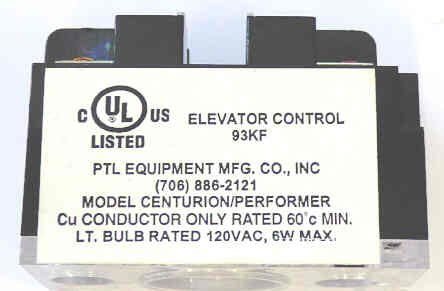 C UL US
LISTED
ELEVATOR CONTROL
93KF
PTL EQUIPMENT MFG. CO., INC
(706) 886-2121
MODEL CENTURION/PERFORMER
Cu CONDUCTOR ONLY RATED 60°c MIN.
LT. BULB RATED 120VAC, 6W MAX.